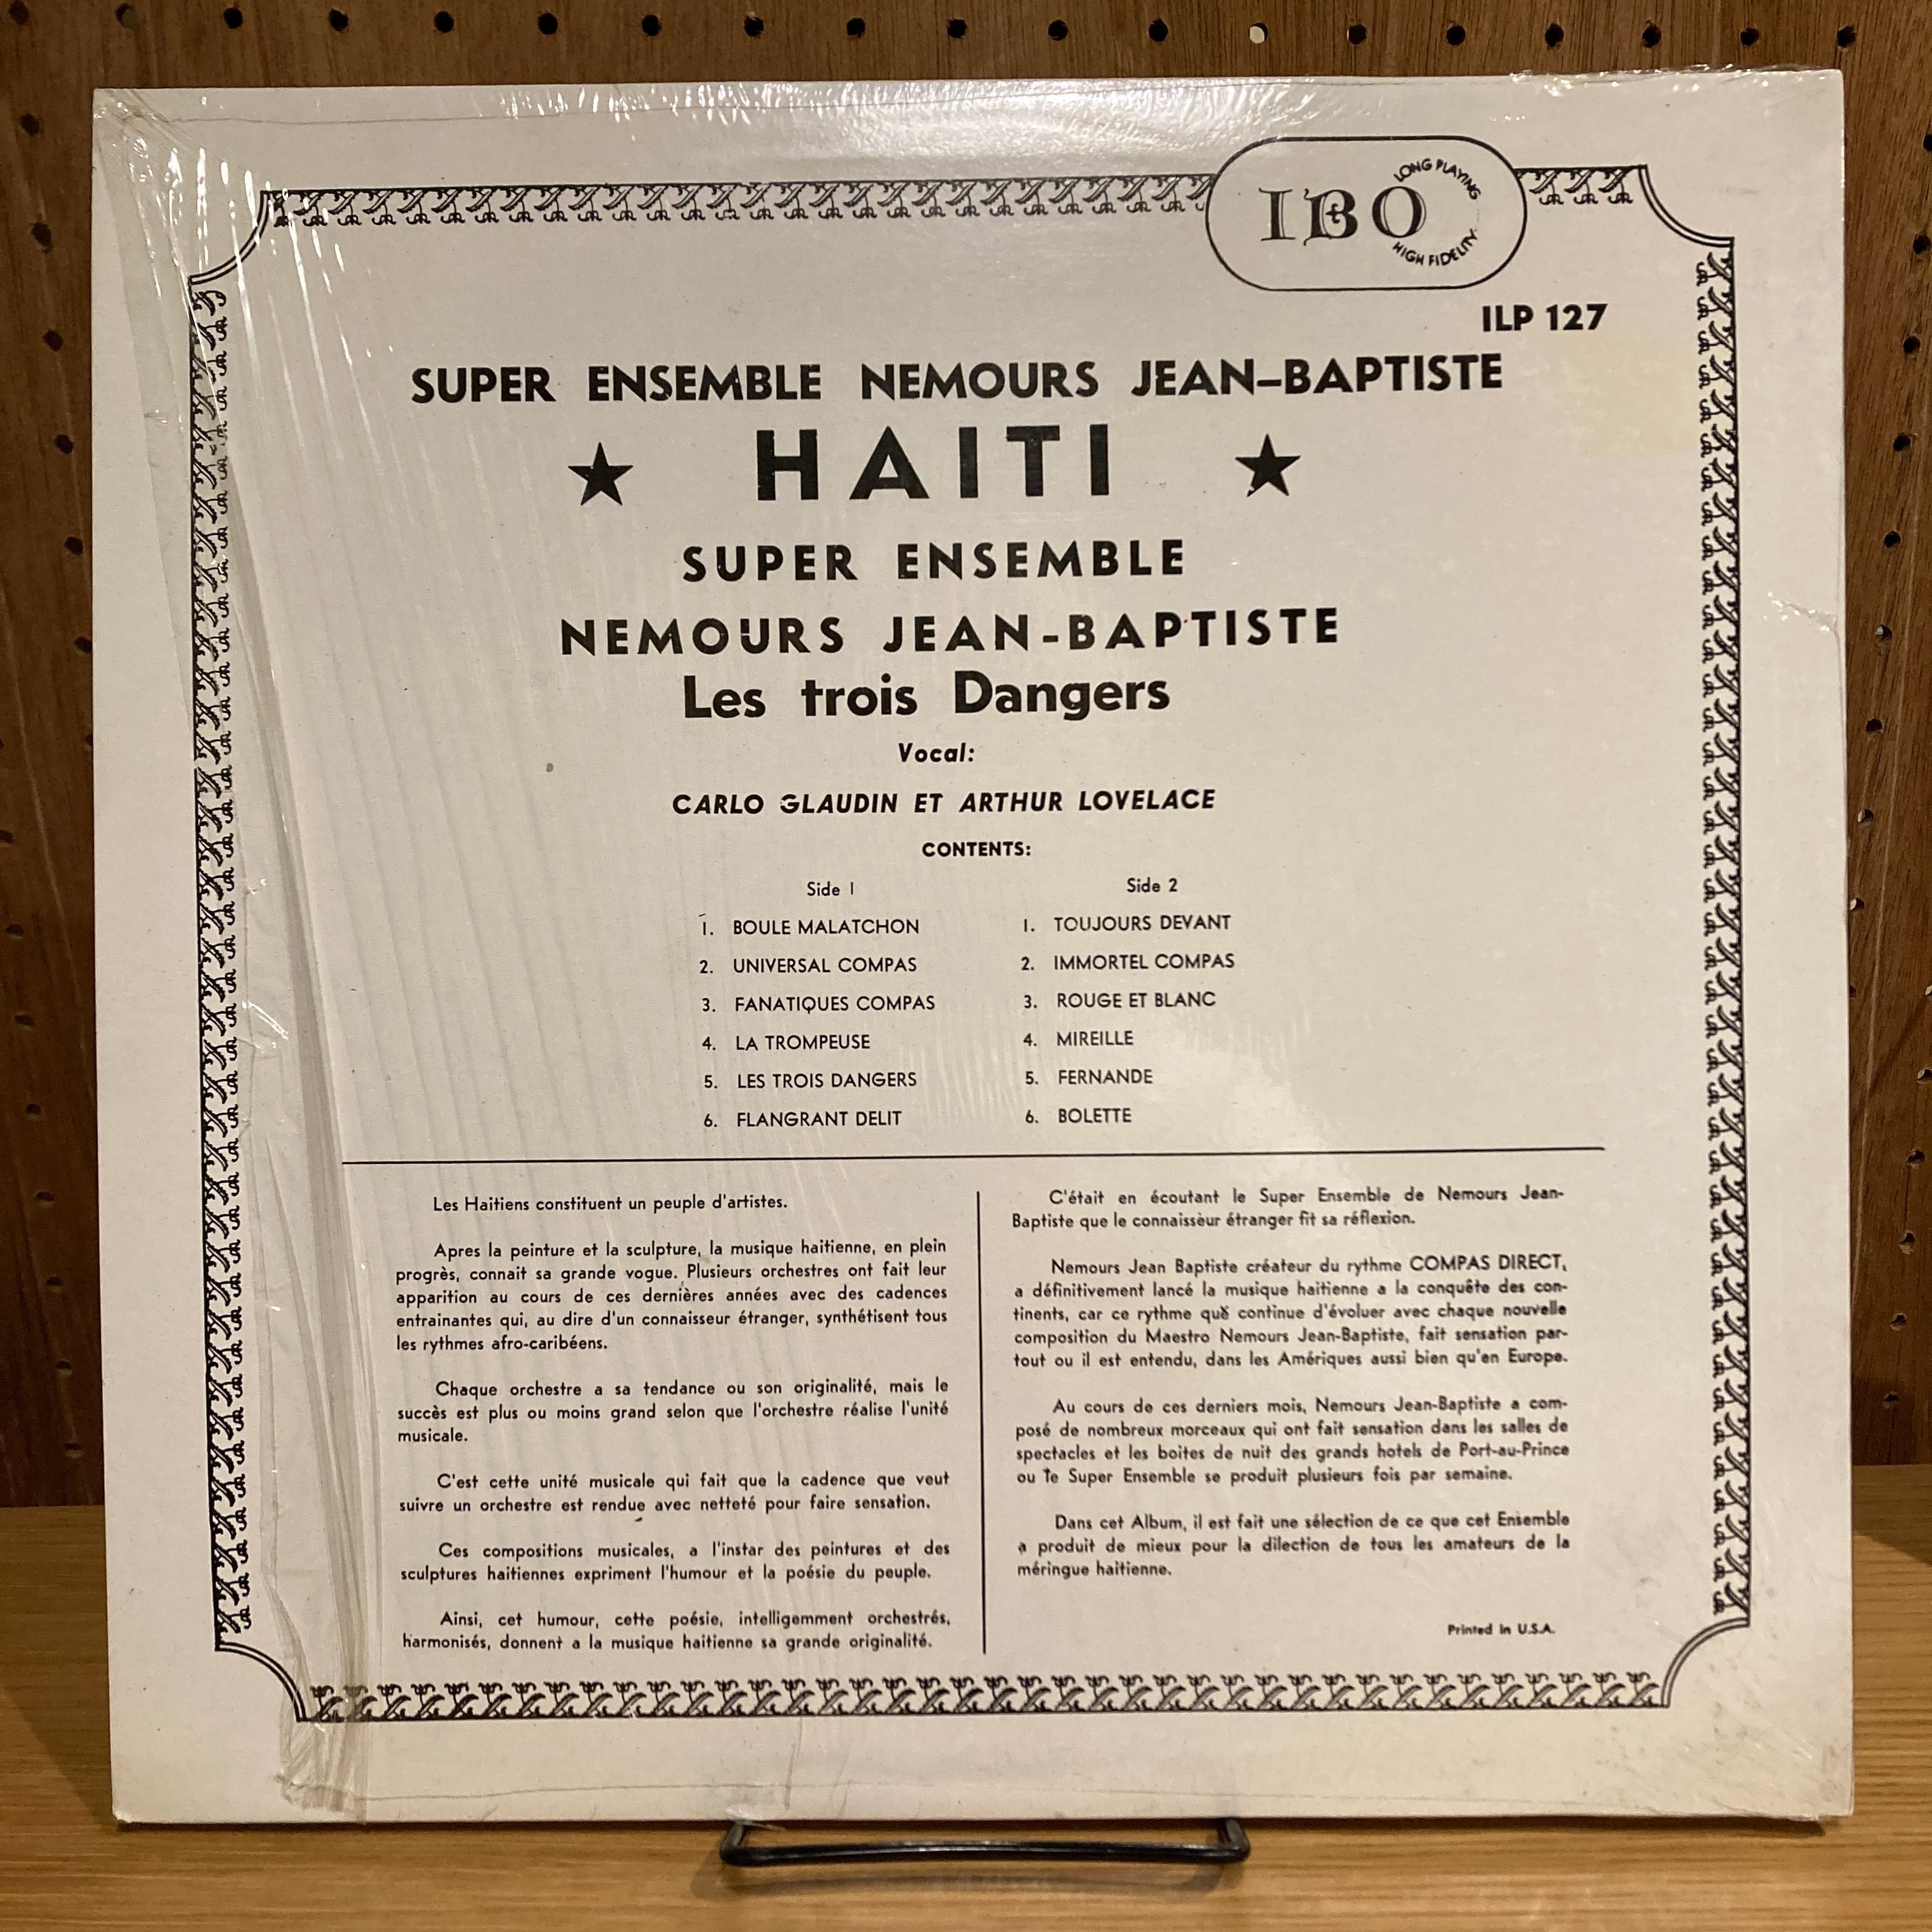 IBO
LONG PLAYING
HIGH FIDELITY
ILP 127
SUPER ENSEMBLE NEMOURS JEAN-BAPTISTE
★ HAITI ★
SUPER ENSEMBLE
NEMOURS JEAN-BAPTISTE
Les trois Dangers
Vocal:
CARLO GLAUDIN ET ARTHUR LOVELACE
CONTENTS:
Side 1
1. BOULE MALATCHON
2. UNIVERSAL COMPAS
3. FANATIQUES COMPAS
4. LA TROMPEUSE
5. LES TROIS DANGERS
6. FLANGRANT DELIT
Side 2
1. TOUJOURS DEVANT
2. IMMORTEL COMPAS
3. ROUGE ET BLANC
4. MIREILLE
5. FERNANDE
6. BOLETTE
Les Haitiens constituent un peuple d'artistes.
Apres la peinture et la sculpture, la musique haitienne, en plein
progrès, connait sa grande vogue. Plusieurs orchestres ont fait leur
apparition au cours de ces dernières années avec des cadences
entrainantes qui, au dire d'un connaisseur étranger, synthétisent tous
les rythmes afro-caribéens.
Chaque orchestre a sa tendance ou son originalité, mais le
succès est plus ou moins grand selon que l'orchestre réalise l'unité
musicale.
C'est cette unité musicale qui fait que la cadence que veut
suivre un orchestre est rendue avec netteté pour faire sensation.
Ces compositions musicales, a l'instar des peintures et des
sculptures haitiennes expriment l'humour et la poésie du peuple.
Ainsi, cet humour, cette poésie, intelligemment orchestrés,
harmonisés, donnent a la musique haitienne sa grande originalité.
C'était en écoutant le Super Ensemble de Nemours Jean-
Baptiste que le connaissèur étranger fit sa réflexion.
Nemours Jean Baptiste créateur du rythme COMPAS DIRECT,
a définitivement lancé la musique haitienne a la conquête des con-
tinents, car ce rythme que continue d'évoluer avec chaque nouvelle
composition du Maestro Nemours Jean-Baptiste, fait sensation par-
tout ou il est entendu, dans les Amériques aussi bien qu'en Europe.
Au cours de ces derniers mois, Nemours Jean-Baptiste a com-
posé de nombreux morceaux qui ont fait sensation dans les salles de
spectacles et les boites de nuit des grands hotels de Port-au-Prince
ou le Super Ensemble se produit plusieurs fois par semaine.
Dans cet Album, il est fait une sélection de ce que cet Ensemble
a produit de mieux pour la dilection de tous les amateurs de la
méringue haitienne.
Printed in U.S.A.